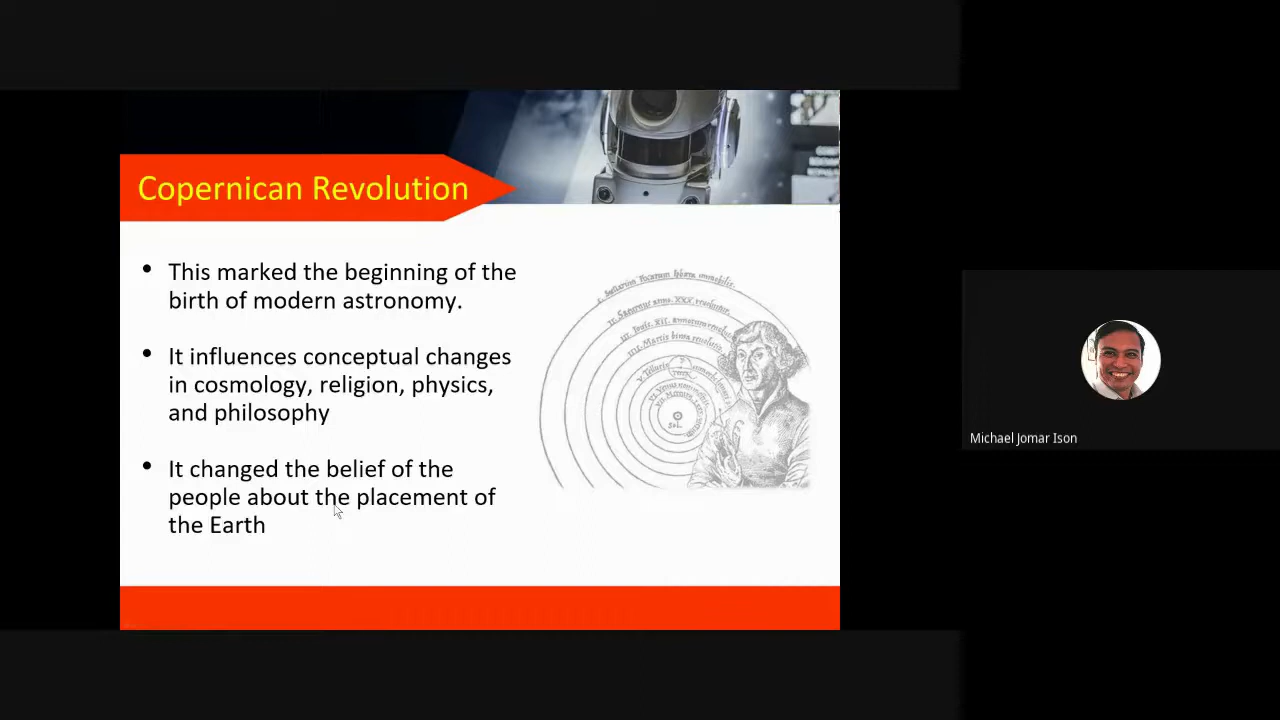 Copernican Revolution
• This marked the beginning of the
birth of modern astronomy.
• It influences conceptual changes
in cosmology, religion, physics,
and philosophy
• It changed the belief of the
people about the placement of
the Earth
Sol.
Michael Jomar Ison